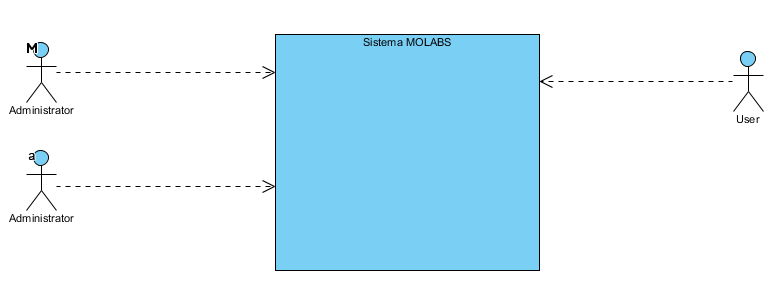 Sistema MOLABS
M
Administrator
User
a
Administrator